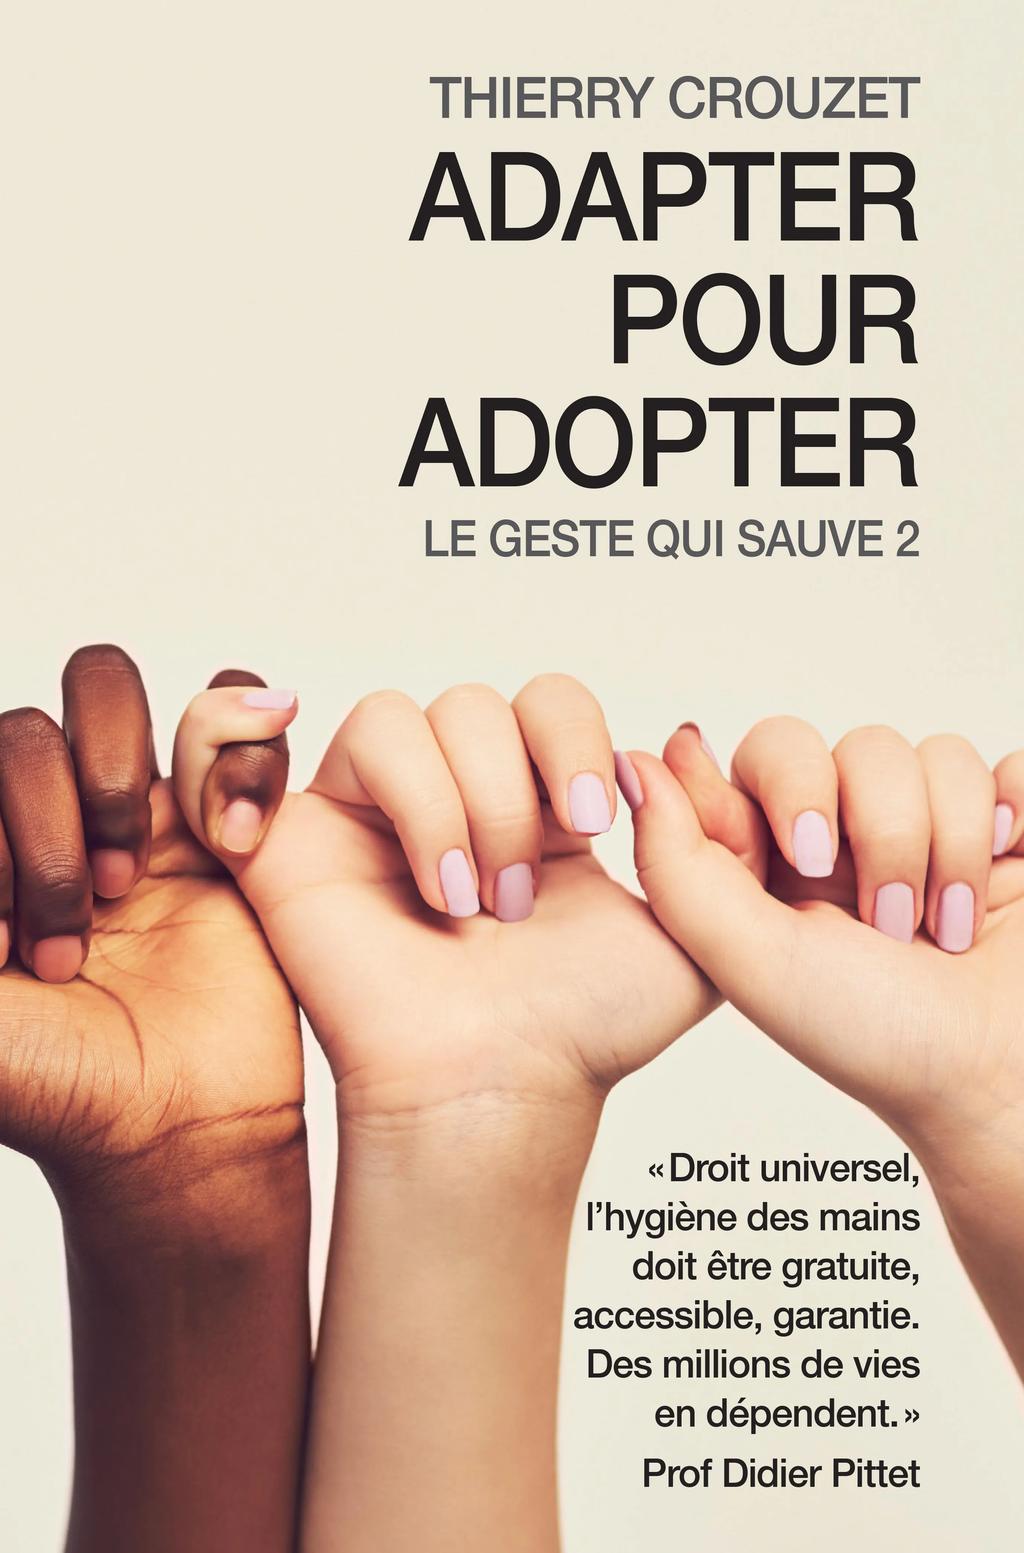 THIERRY CROUZET
ADAPTER
POUR
ADOPTER
LE GESTE QUI SAUVE 2
« Droit universel,
l’hygiène des mains
doit être gratuite,
accessible, garantie.
Des millions de vies
en dépendent. »
Prof Didier Pittet